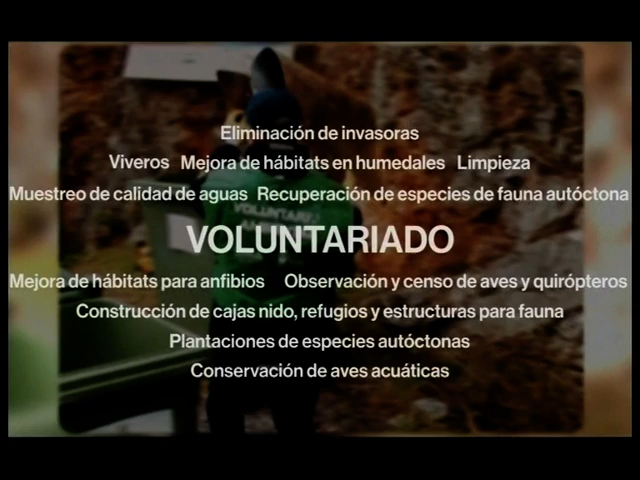 Eliminación de invasoras
Viveros Mejora de hábitats en humedales Limpieza
Muestreo de calidad de aguas Recuperación de especies de fauna autóctona
VOLUNTARI
VOLUNTARIADO
Mejora de hábitats para anfibios Observación y censo de aves y quirópteros
Construcción de cajas nido, refugios y estructuras para fauna
Plantaciones de especies autóctonas
Conservación de aves acuáticas